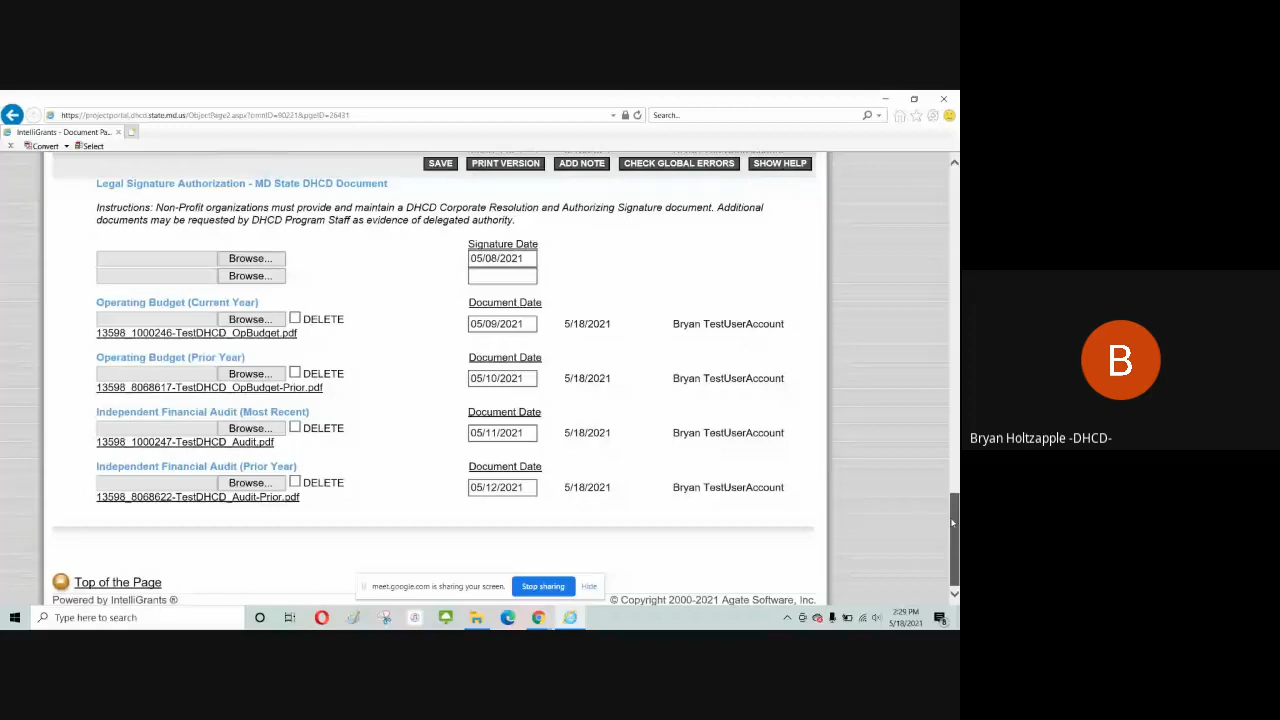 https://projectportal.dhcd.state.md.us/ObjectPage2.aspx?omnID=80221&pgeID=26431
Search...
IntelliGrants - Document Pa...
Convert
Select
SAVE
PRINT VERSION
ADD NOTE
CHECK GLOBAL ERRORS
SHOW HELP
Legal Signature Authorization - MD State DHCD Document
Instructions: Non-Profit organizations must provide and maintain a DHCD Corporate Resolution and Authorizing Signature document. Additional
documents may be requested by DHCD Program Staff as evidence of delegated authority.
Signature Date
Browse... 05/08/2021
Browse...
Operating Budget (Current Year) Document Date
Browse... DELETE 05/09/2021 5/18/2021 Bryan TestUserAccount
13598_1000246-TestDHCD_OpBudget.pdf
Operating Budget (Prior Year) Document Date
Browse... DELETE 05/10/2021 5/18/2021 Bryan TestUserAccount
13598_8068617-TestDHCD_OpBudget-Prior.pdf
Independent Financial Audit (Most Recent) Document Date
Browse... DELETE 05/11/2021 5/18/2021 Bryan TestUserAccount
13598_1000247-TestDHCD_Audit.pdf
Independent Financial Audit (Prior Year) Document Date
Browse... DELETE 05/12/2021 5/18/2021 Bryan TestUserAccount
13598_8068622-TestDHCD_Audit-Prior.pdf
Top of the Page
meet.google.com is sharing your screen. Stop sharing Hide
Powered by IntelliGrants ® © Copyright 2000-2021 Agate Software, Inc.
Type here to search
2:29 PM
5/18/2021
B
Bryan Holtzapple -DHCD-